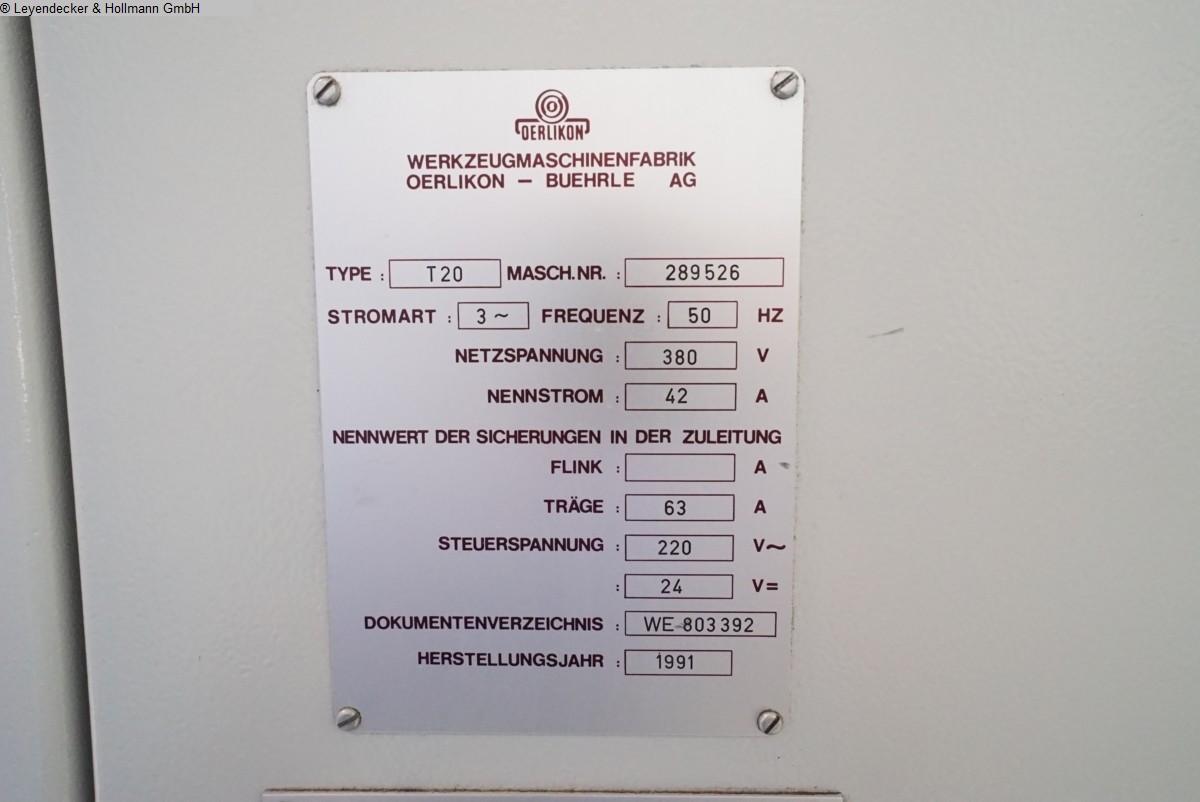 ® Leyendecker & Hollmann GmbH
OERLIKON
WERKZEUGMASCHINENFABRIK
OERLIKON – BUEHRLE AG
TYPE : T20 MASCH.NR. : 289526
STROMART : 3~ FREQUENZ : 50 HZ
NETZSPANNUNG : 380 V
NENNSTROM : 42 A
NENNWERT DER SICHERUNGEN IN DER ZULEITUNG
FLINK : A
TRÄGE : 63 A
STEUERSPANNUNG : 220 V~
: 24 V=
DOKUMENTENVERZEICHNIS : WE-803392
HERSTELLUNGSJAHR : 1991